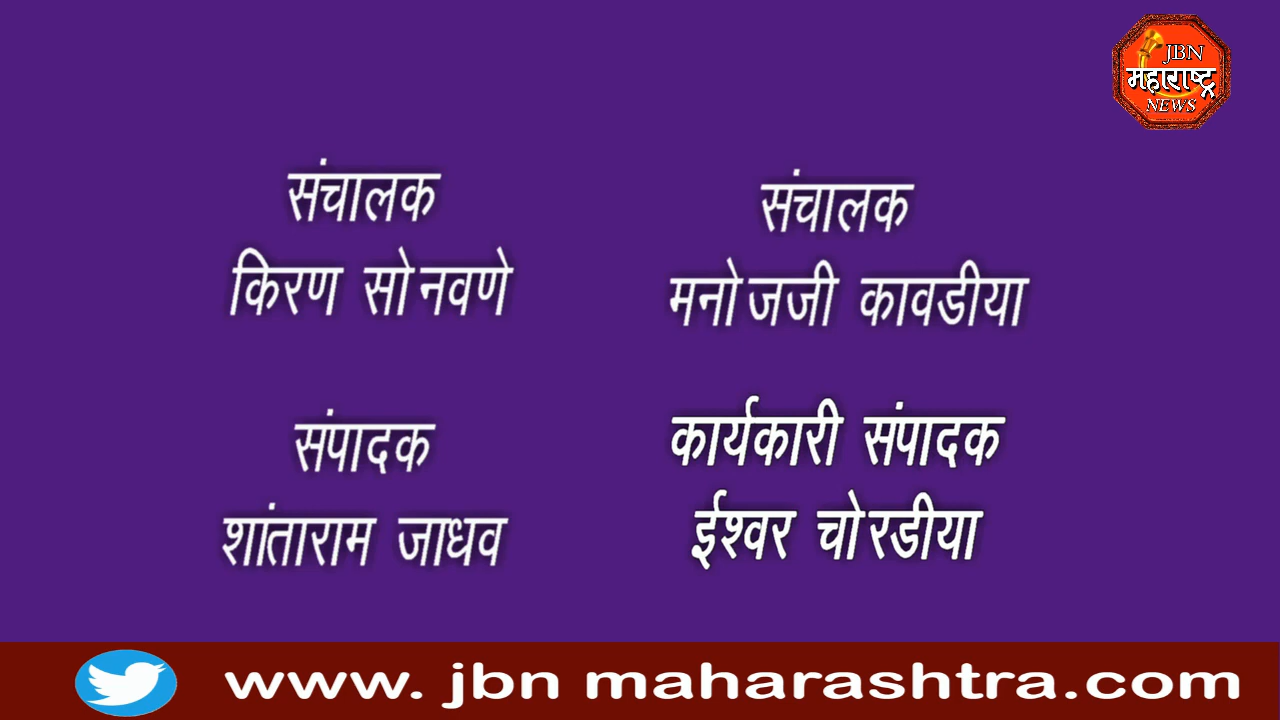 JBN
महाराष्ट्र
NEWS
संचालक
किरण सोनवणे
संचालक
मनोजजी कावडीया
संपादक
शांताराम जाधव
कार्यकारी संपादक
ईश्वर चोरडीया
www. jbn maharashtra.com